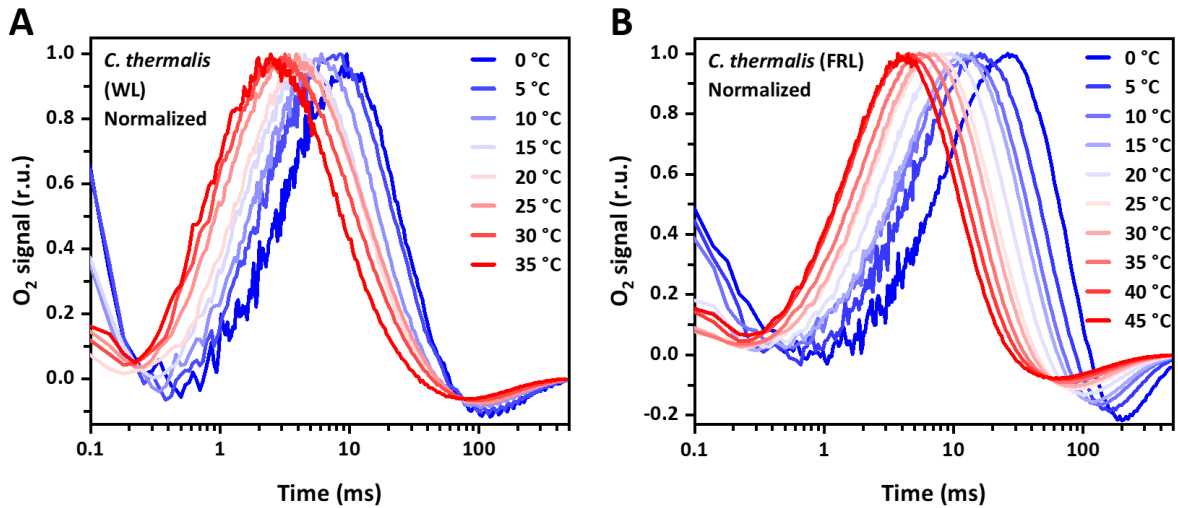 A
C. thermalis
(WL)
Normalized
0 °C
5 °C
10 °C
15 °C
20 °C
25 °C
30 °C
35 °C
1.0
0.8
0.6
0.4
0.2
0.0
O2 signal (r.u.)
0.1
1
10
100
Time (ms)
B
C. thermalis (FRL)
Normalized
0 °C
5 °C
10 °C
15 °C
20 °C
25 °C
30 °C
35 °C
40 °C
45 °C
1.0
0.8
0.6
0.4
0.2
0.0
-0.2
O2 signal (r.u.)
0.1
1
10
100
Time (ms)